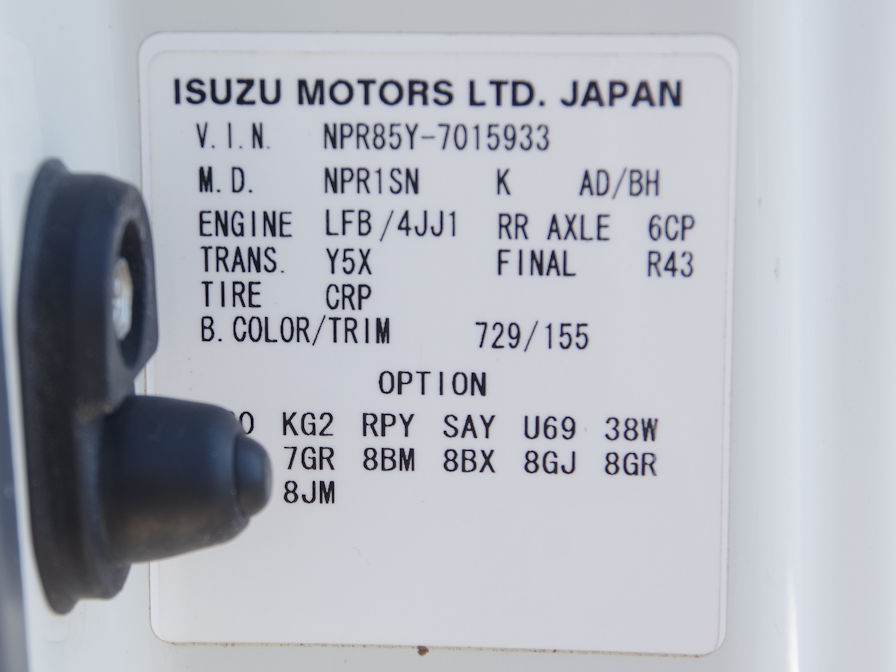 ISUZU MOTORS LTD. JAPAN
V.I.N. NPR85Y-7015933
M.D. NPR1SN K AD/BH
ENGINE LFB/4JJ1 RR AXLE 6CP
TRANS. Y5X FINAL R43
TIRE CRP
B.COLOR/TRIM 729/155
OPTION
KG2 RPY SAY U69 38W
7GR 8BM 8BX 8GJ 8GR
8JM